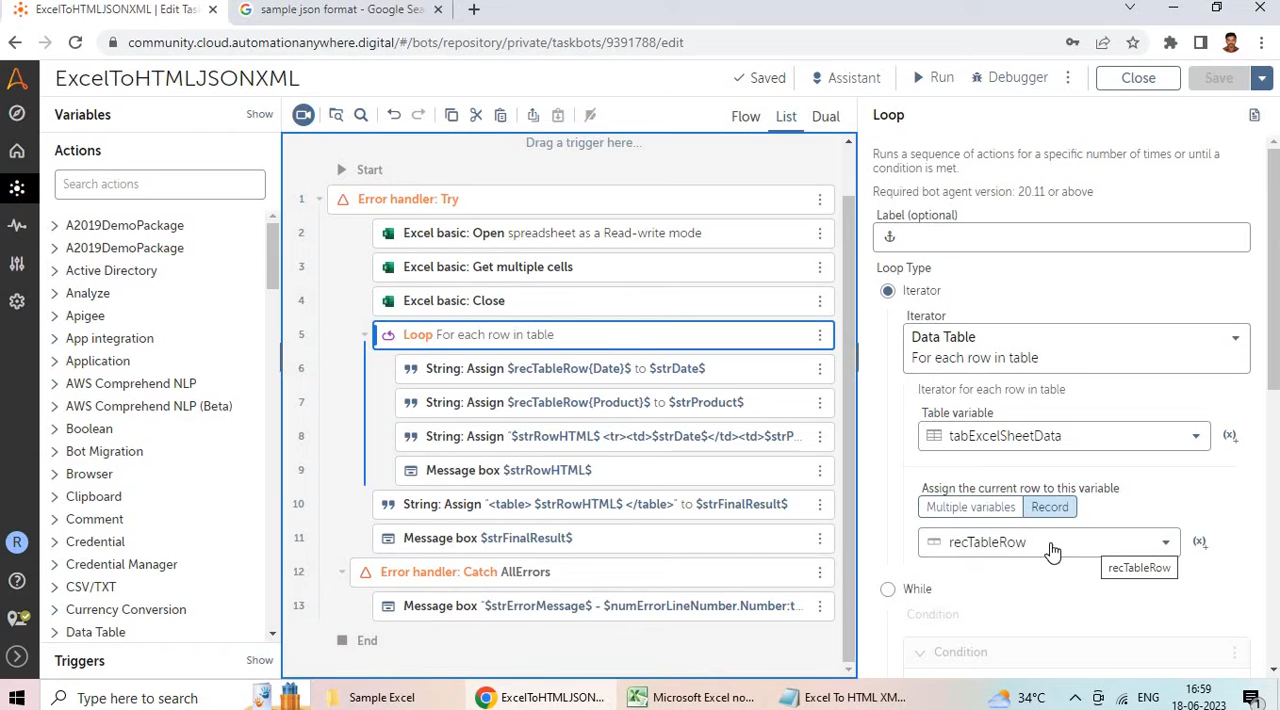 ExcelToHTMLJSONXML | Edit Tas
sample json format - Google Sea
community.cloud.automationanywhere.digital/#/bots/repository/private/taskbots/9391788/edit
ExcelToHTMLJSONXML
Saved
Assistant
Run
Debugger
Close
Save
Variables
Show
Flow
List
Dual
Loop
Actions
Search actions
A2019DemoPackage
A2019DemoPackage
Active Directory
Analyze
Apigee
App integration
Application
AWS Comprehend NLP
AWS Comprehend NLP (Beta)
Boolean
Bot Migration
Browser
Clipboard
Comment
Credential
Credential Manager
CSV/TXT
Currency Conversion
Data Table
Triggers
Show
Drag a trigger here...
Start
1 Error handler: Try
2 Excel basic: Open spreadsheet as a Read-write mode
3 Excel basic: Get multiple cells
4 Excel basic: Close
5 Loop For each row in table
6 String: Assign $recTableRow{Date}$ to $strDate$
7 String: Assign $recTableRow{Product}$ to $strProduct$
8 String: Assign "$strRowHTML$ <tr><td>$strDate$</td><td>$strP...
9 Message box $strRowHTML$
10 String: Assign "<table> $strRowHTML$ </table>" to $strFinalResult$
11 Message box $strFinalResult$
12 Error handler: Catch AllErrors
13 Message box "$strErrorMessage$ - $numErrorLineNumber.Number:t...
End
Runs a sequence of actions for a specific number of times or until a
condition is met.
Required bot agent version: 20.11 or above
Label (optional)
Loop Type
Iterator
Iterator
Data Table
For each row in table
Iterator for each row in table
Table variable
tabExcelSheetData
(x)
Assign the current row to this variable
Multiple variables
Record
recTableRow
(x)
recTableRow
While
Condition
Condition
R
Type here to search
Sample Excel
ExcelToHTMLJSON...
Microsoft Excel no...
Excel To HTML XM...
34°C
ENG
16:59
18-06-2023
1